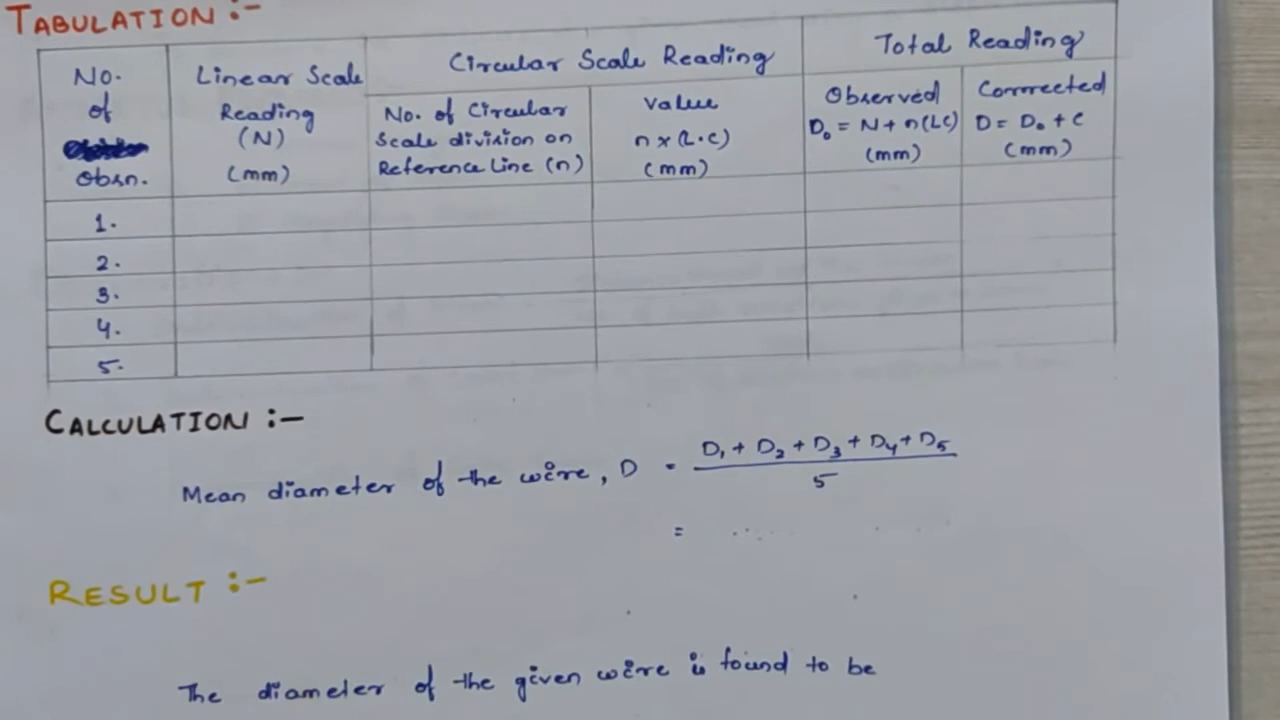 TABULATION :-
No. of Obsn.
Linear Scale Reading (N) (mm)
Circular Scale Reading
No. of Circular Scale division on Reference Line (n)
Value n × (L.C) (mm)
Total Reading
Observed D₀ = N + n(LC) (mm)
Corrected D = D₀ + C (mm)
1.
2.
3.
4.
5.
CALCULATION :-
Mean diameter of the wire, D = D₁ + D₂ + D₃ + D₄ + D₅ / 5
= .....
RESULT :-
The diameter of the given wire is found to be